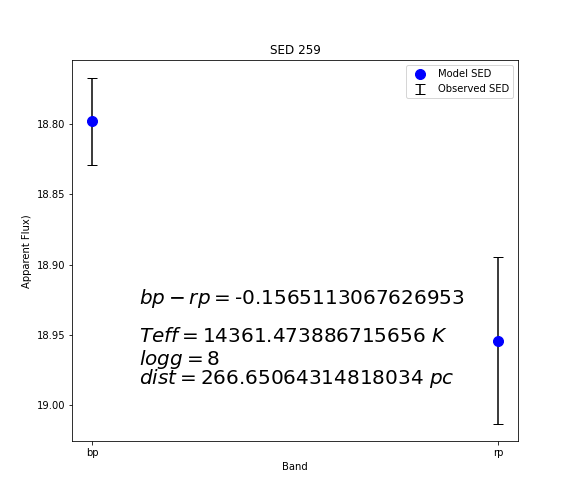 SED 259
Model SED
Observed SED
18.80
18.85
18.90
18.95
19.00
Apparent Flux)
bp − rp = -0.1565113067626953
Teff = 14361.473886715656 K
logg = 8
dist = 266.65064314818034 pc
bp
rp
Band